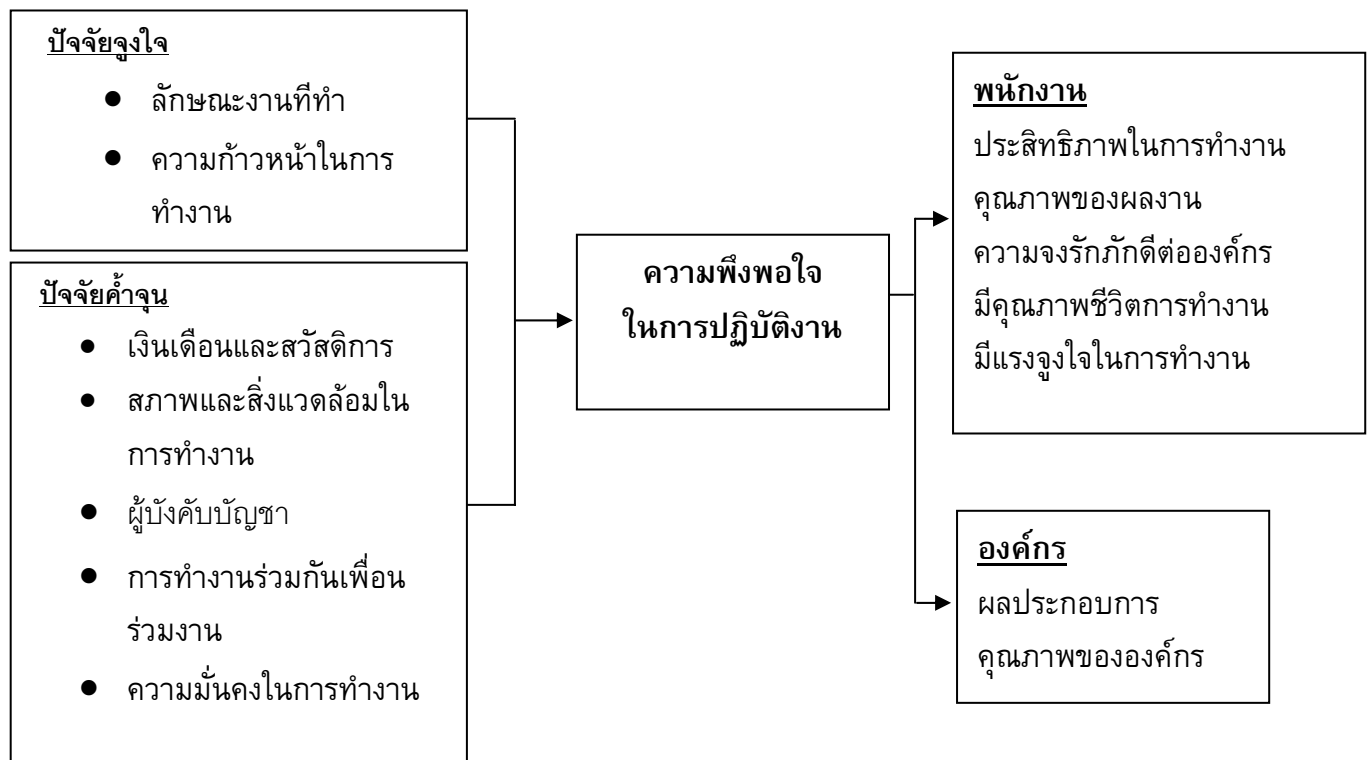 ปัจจัยจูงใจ
● ลักษณะงานที่ทำ
● ความก้าวหน้าในการ
ทำงาน
ปัจจัยค้ำจุน
● เงินเดือนและสวัสดิการ
● สภาพและสิ่งแวดล้อมใน
การทำงาน
● ผู้บังคับบัญชา
● การทำงานร่วมกันเพื่อน
ร่วมงาน
● ความมั่นคงในการทำงาน
ความพึงพอใจ
ในการปฏิบัติงาน
พนักงาน
ประสิทธิภาพในการทำงาน
คุณภาพของผลงาน
ความจงรักภักดีต่อองค์กร
มีคุณภาพชีวิตการทำงาน
มีแรงจูงใจในการทำงาน
องค์กร
ผลประกอบการ
คุณภาพขององค์กร